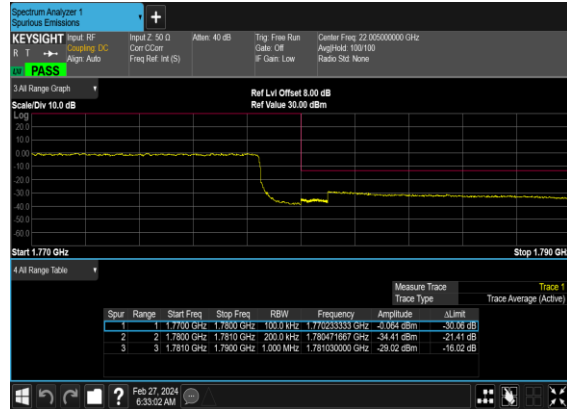 Spectrum Analyzer 1
Spurious Emissions
+
KEYSIGHT Input: RF Input Z: 50 Ω Atten: 40 dB Trig: Free Run Center Freq: 22.005000000 GHz
R T Coupling: DC Corr CCorr Gate: Off Avg|Hold: 100/100
Align: Auto Freq Ref: Int (S) IF Gain: Low Radio Std: None
PASS
3 All Range Graph
Ref Lvl Offset 8.00 dB
Scale/Div 10.0 dB Ref Value 30.00 dBm
Log
20.0
10.0
0.00
-10.0
-20.0
-30.0
-40.0
-50.0
-60.0
Start 1.770 GHz Stop 1.790 GH
4 All Range Table
Measure Trace Trace 1
Trace Type Trace Average (Active)
Spur Range Start Freq Stop Freq RBW Frequency Amplitude ΔLimit
1 1 1.7700 GHz 1.7800 GHz 100.0 kHz 1.770233333 GHz -0.064 dBm -30.06 dB
2 2 1.7800 GHz 1.7810 GHz 200.0 kHz 1.780471667 GHz -34.41 dBm -21.41 dB
3 3 1.7810 GHz 1.7900 GHz 1.000 MHz 1.781030000 GHz -29.02 dBm -16.02 dB
?
Feb 27, 2024
6:33:02 AM